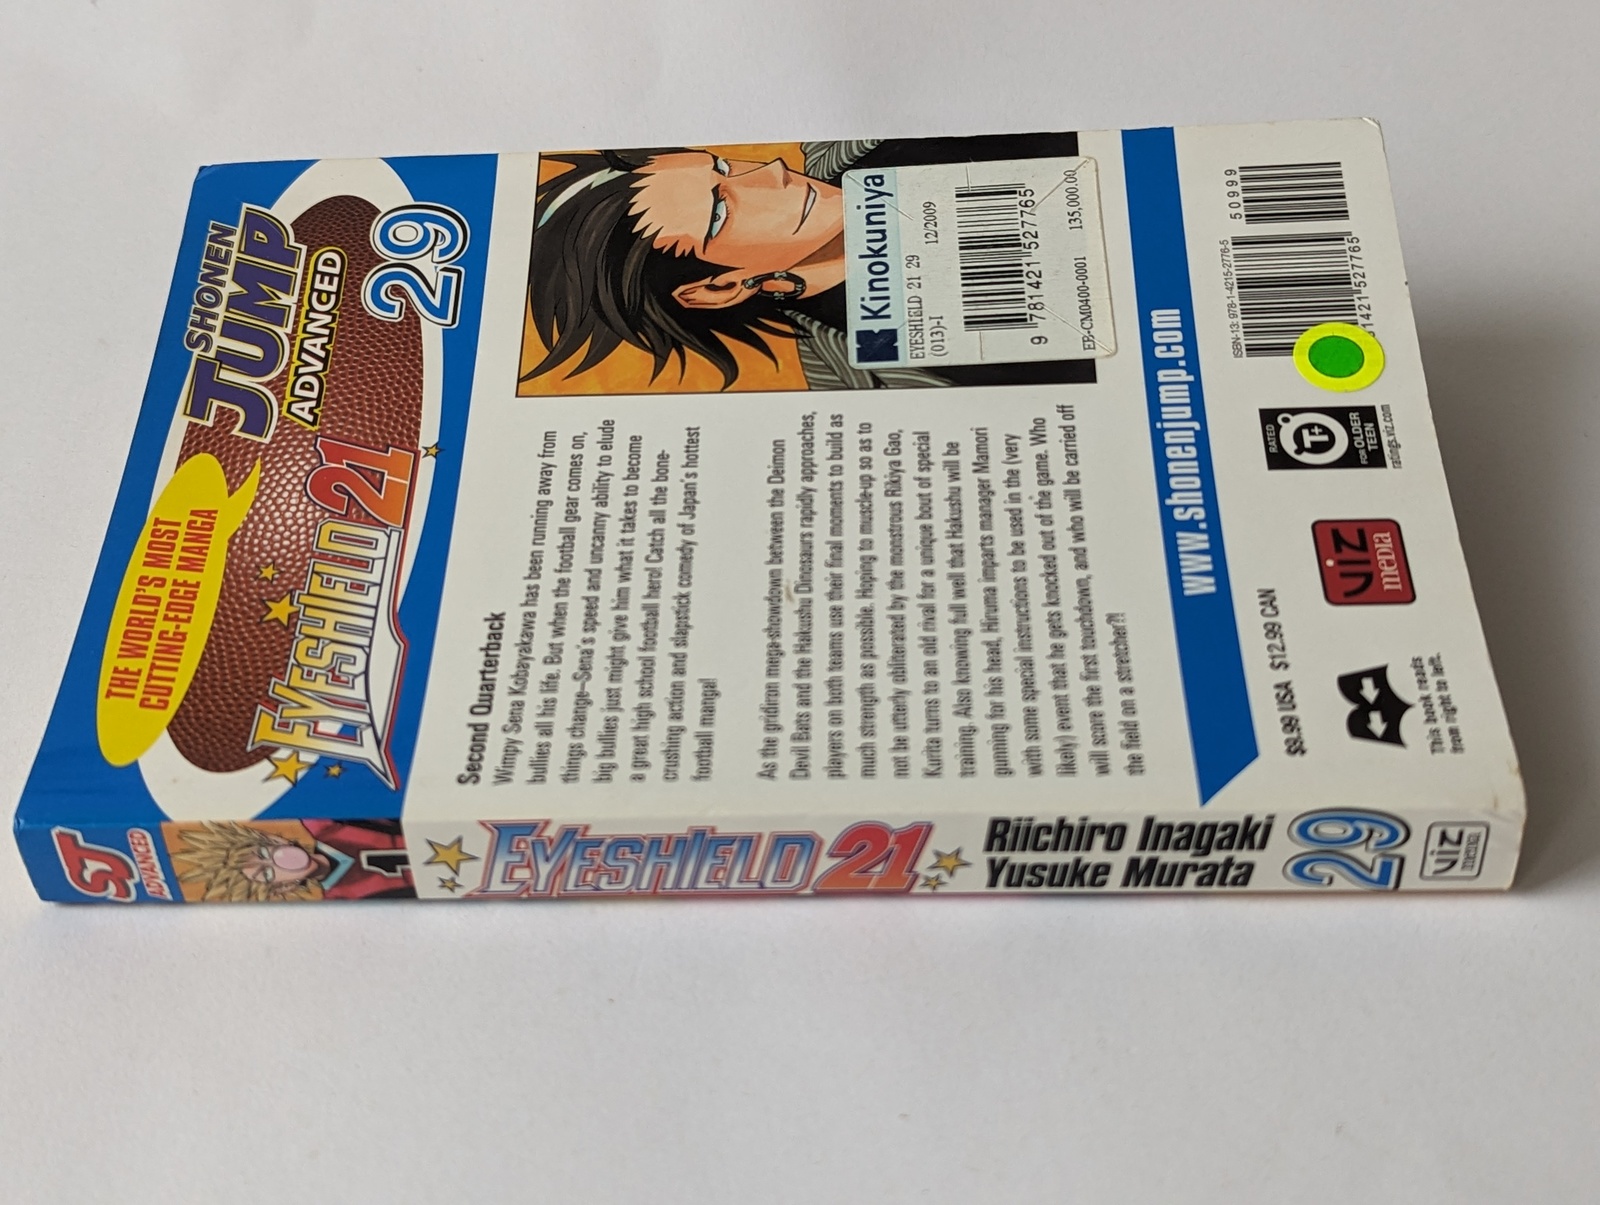 THE WORLD'S MOST
CUTTING-EDGE MANGA
SHONEN
JUMP
ADVANCED
EYESHIELD 21
29
Second Quarterback
Wimpy Sena Kobayakawa has been running away from
bullies all his life. But when the football gear comes on,
things change—Sena's speed and uncanny ability to elude
big bullies just might give him what it takes to become
a great high school football hero! Catch all the bone-
crushing action and slapstick comedy of Japan's hottest
football manga!
As the gridiron mega-showdown between the Deimon
Devil Bats and the Hakushu Dinosaurs rapidly approaches,
players on both teams use their final moments to build as
much strength as possible. Hoping to muscle-up so as to
not be utterly obliterated by the monstrous Rikiya Gao,
Kurita turns to an old rival for a unique bout of special
training. Also knowing full well that Hakushu will be
gunning for his head, Hiruma imparts manager Mamori
with some special instructions to be used in the (very
likely) event that he gets knocked out of the game. Who
will score the first touchdown, and who will be carried off
the field on a stretcher?!
Kinokuniya
EYESHIELD 21 29 12/2009
(013)-I
9 781421 527765
EB-CM0400-0001 135,000.00
www.shonenjump.com
$9.99 USA $12.99 CAN
ISBN-13: 978-1-4215-2776-5
50999
1421 527765
This book reads
from right to left.
VIZ
media
RATED
T+
FOR OLDER
TEEN
ratings.viz.com
SJ
ADVANCED
1
EYESHIELD 21
Riichiro Inagaki
Yusuke Murata
29
VIZ
media